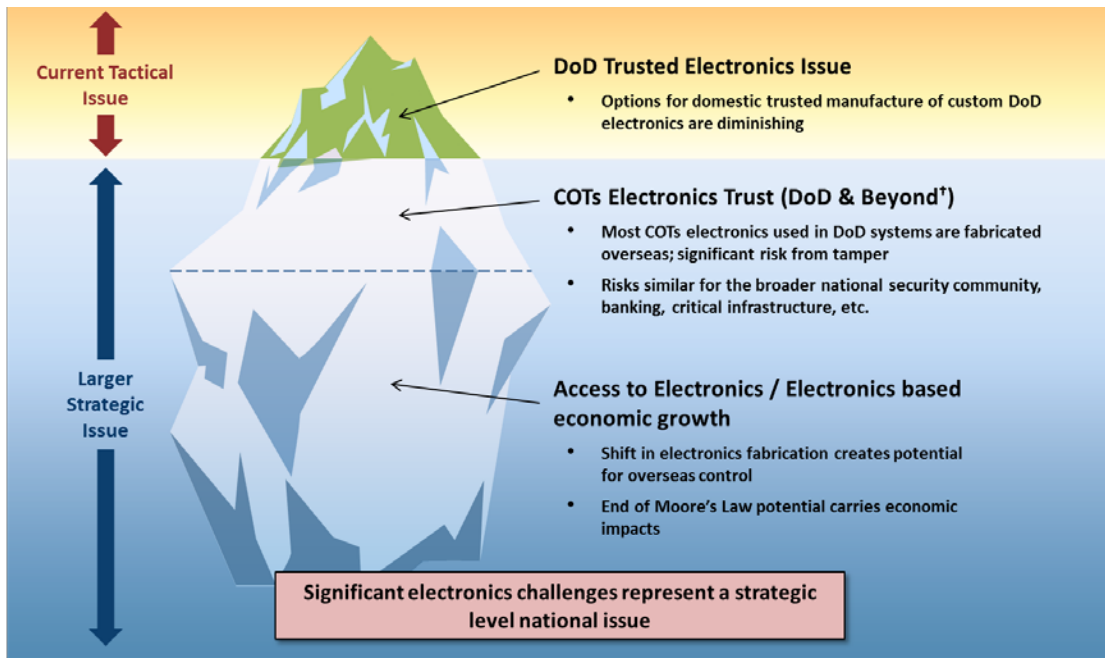 Current Tactical
Issue
DoD Trusted Electronics Issue
• Options for domestic trusted manufacture of custom DoD
electronics are diminishing
COTs Electronics Trust (DoD & Beyond†)
• Most COTs electronics used in DoD systems are fabricated
overseas; significant risk from tamper
• Risks similar for the broader national security community,
banking, critical infrastructure, etc.
Larger
Strategic
Issue
Access to Electronics / Electronics based
economic growth
• Shift in electronics fabrication creates potential
for overseas control
• End of Moore’s Law potential carries economic
impacts
Significant electronics challenges represent a strategic
level national issue